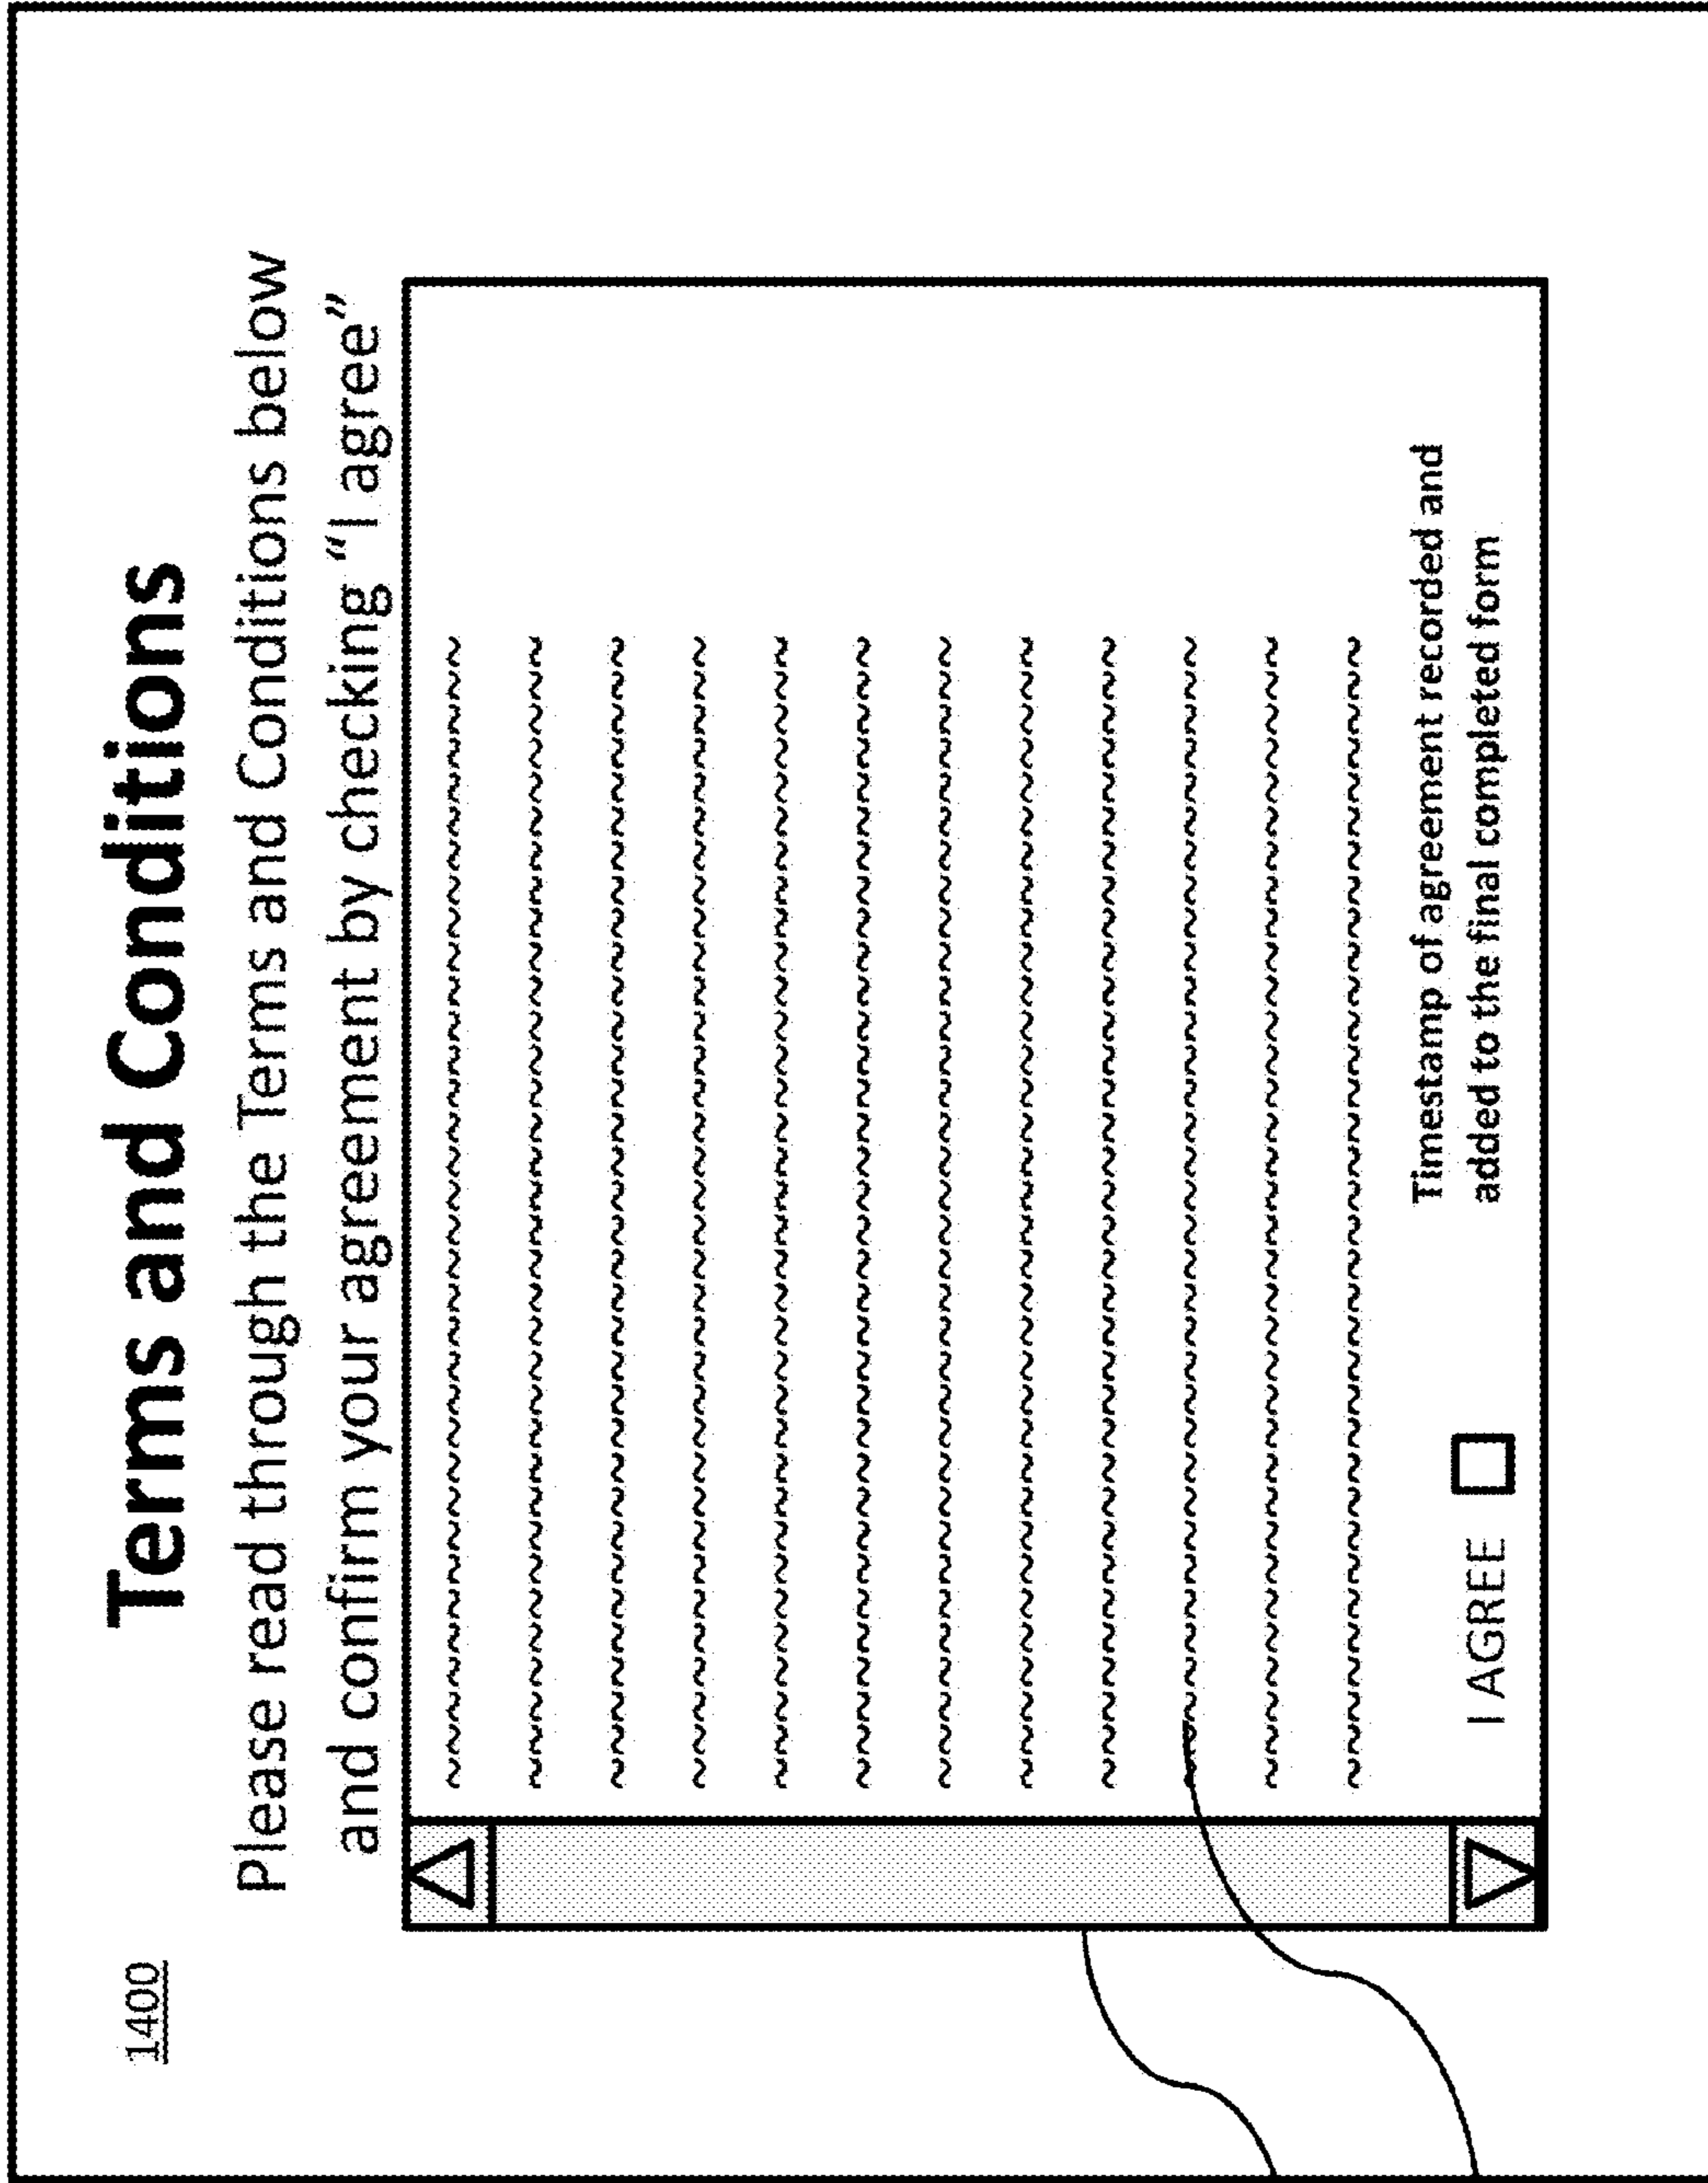 1400
Terms and Conditions
Please read through the Terms and Conditions below
and confirm your agreement by checking “I agree”
I AGREE
Timestamp of agreement recorded and
added to the final completed form